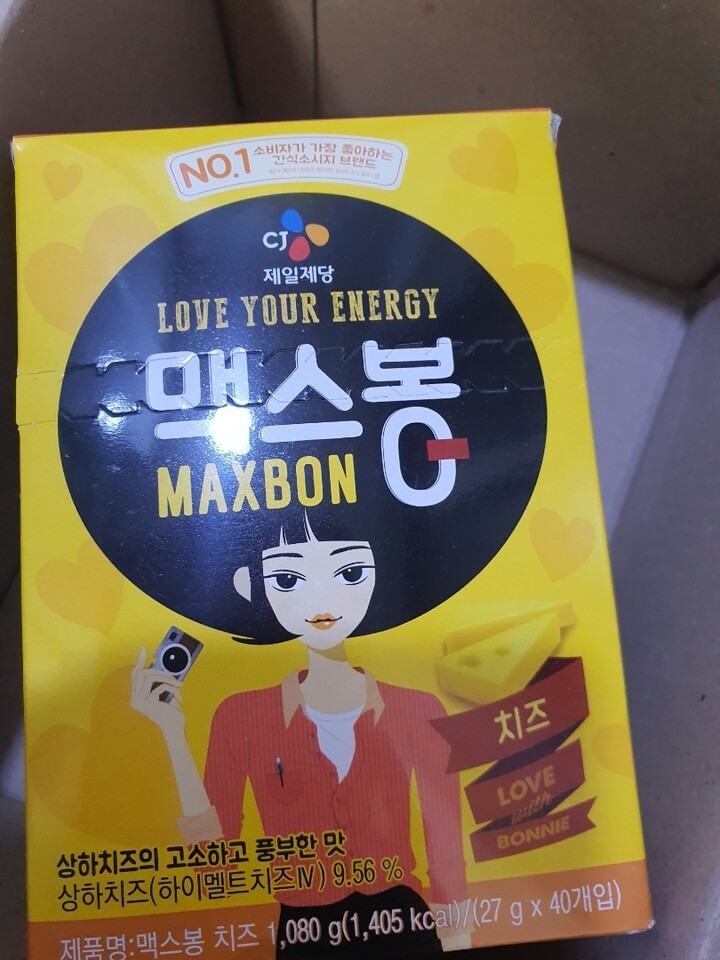 NO.1
소비자가 가장 좋아하는
간식소시지 브랜드
CJ
제일제당
LOVE YOUR ENERGY
맥스봉
MAXBON
치즈
LOVE
with
BONNIE
상하치즈의 고소하고 풍부한 맛
상하치즈(하이멜트치즈Ⅳ) 9.56 %
제품명:맥스봉 치즈 1,080 g(1,405 kcal)/(27 g x 40개입)